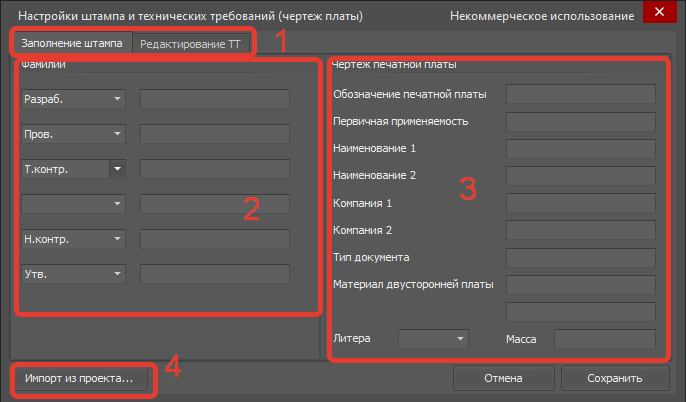 Настройки штампа и технических требований (чертеж платы) Некоммерческое использование
Заполнение штампа Редактирование ТТ 1
Фамилии
Разраб.
Пров.
Т.контр.
2
Н.контр.
Утв.
Чертеж печатной платы
Обозначение печатной платы
Первичная применяемость
Наименование 1
Наименование 2
3
Компания 1
Компания 2
Тип документа
Материал двусторонней платы
Литера Масса
4
Импорт из проекта... Отмена Сохранить